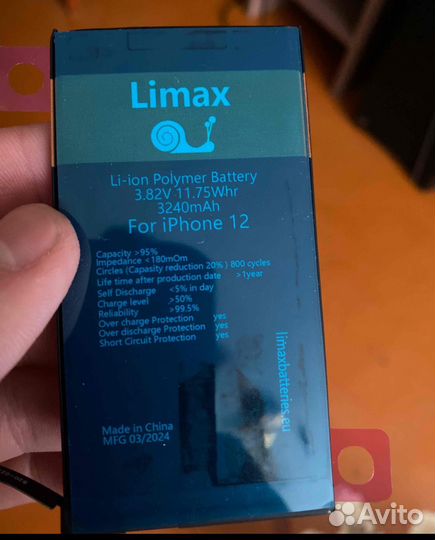 Limax
Li-ion Polymer Battery
3.82V 11.75Whr
3240mAh
For iPhone 12
Capacity >95%
Impedance <180mOm
Circles (Capacity reduction 20% ) 800 cycles
Life time after production date >1year
Self Discharge <5% in day
Charge level >50%
Reliability >99.5%
Over charge Protection yes
Over discharge Protection yes
Short Circuit Protection yes
limaxbatteries.eu
Made in China
MFG 03/2024
Avito